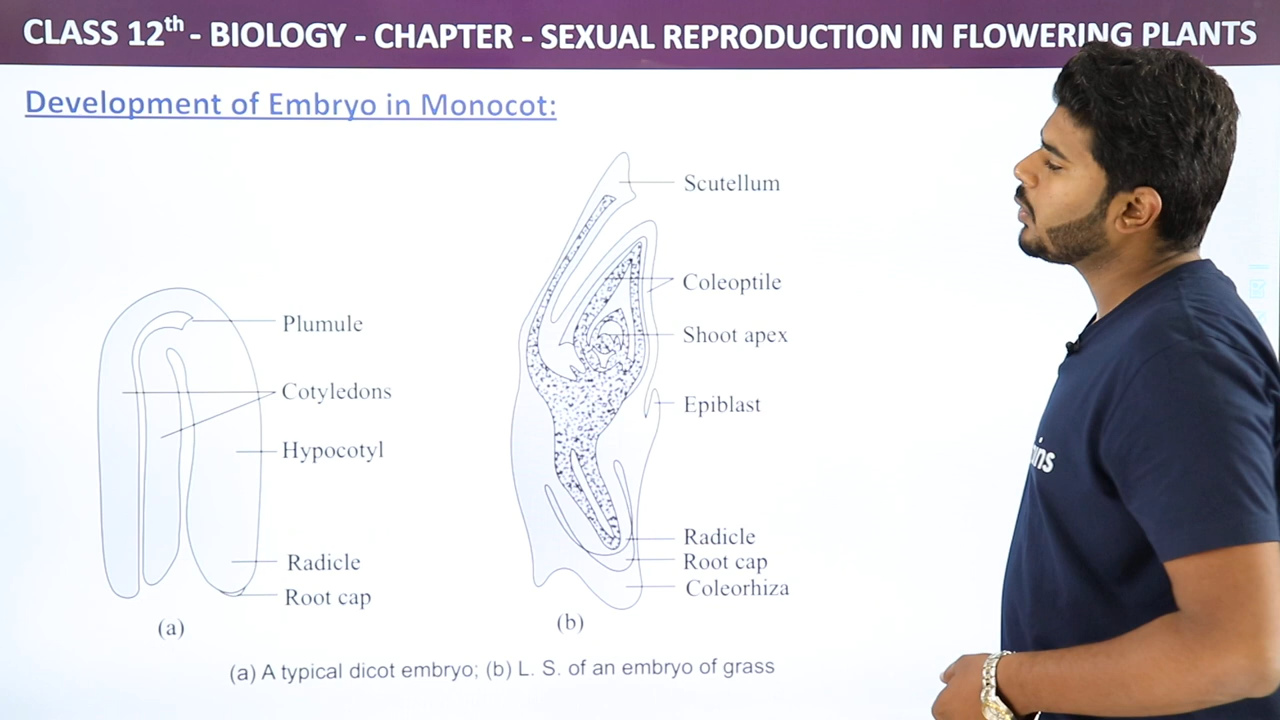 CLASS 12th - BIOLOGY - CHAPTER - SEXUAL REPRODUCTION IN FLOWERING PLANTS
Development of Embryo in Monocot:
Plumule
Cotyledons
Hypocotyl
Radicle
Root cap
(a)
Scutellum
Coleoptile
Shoot apex
Epiblast
Radicle
Root cap
Coleorhiza
(b)
(a) A typical dicot embryo; (b) L. S. of an embryo of grass